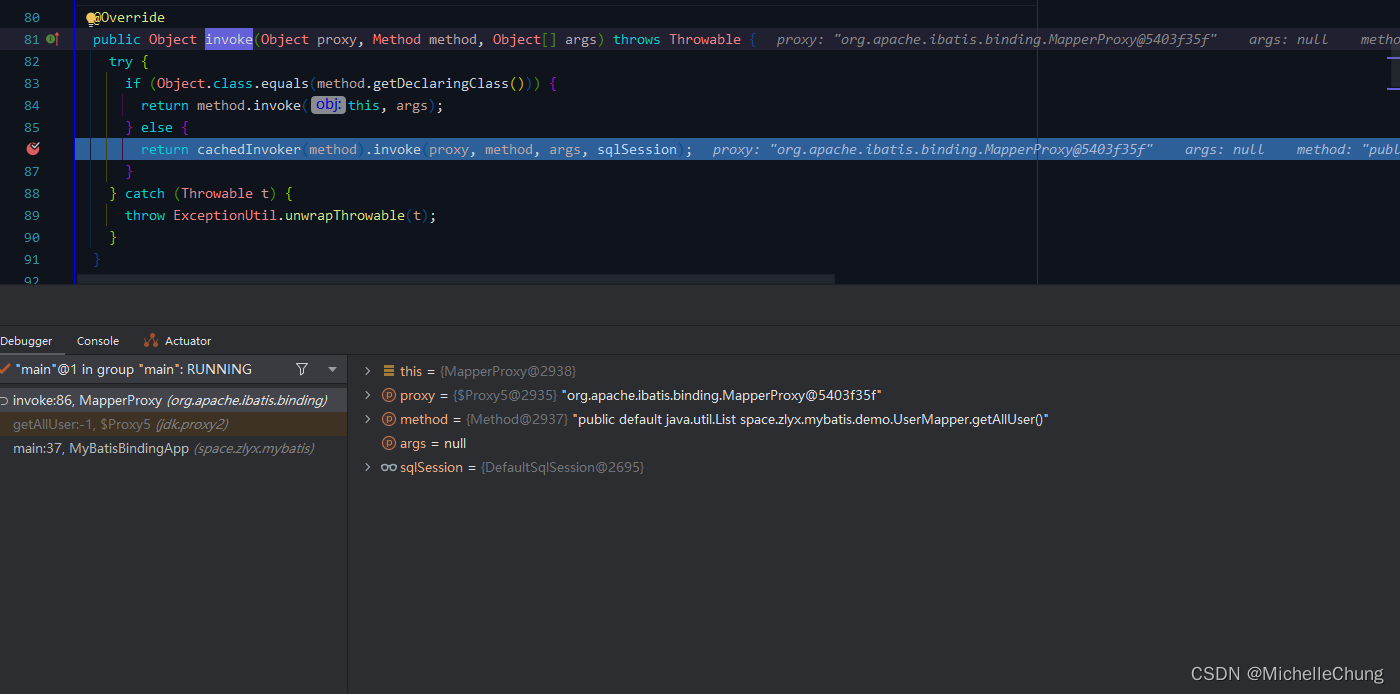 80 @Override
81 public Object invoke(Object proxy, Method method, Object[] args) throws Throwable { proxy: "org.apache.ibatis.binding.MapperProxy@5403f35f" args: null metho
82 try {
83 if (Object.class.equals(method.getDeclaringClass())) {
84 return method.invoke( obj: this, args);
85 } else {
return cachedInvoker(method).invoke(proxy, method, args, sqlSession); proxy: "org.apache.ibatis.binding.MapperProxy@5403f35f" args: null method: "publ
87 }
88 } catch (Throwable t) {
89 throw ExceptionUtil.unwrapThrowable(t);
90 }
91 }
92
Debugger Console Actuator
"main"@1 in group "main": RUNNING
invoke:86, MapperProxy (org.apache.ibatis.binding)
getAllUser:-1, $Proxy5 (jdk.proxy2)
main:37, MyBatisBindingApp (space.zlyx.mybatis)
this = {MapperProxy@2938}
proxy = {$Proxy5@2935} "org.apache.ibatis.binding.MapperProxy@5403f35f"
method = {Method@2937} "public default java.util.List space.zlyx.mybatis.demo.UserMapper.getAllUser()"
args = null
sqlSession = {DefaultSqlSession@2695}
CSDN @MichelleChung